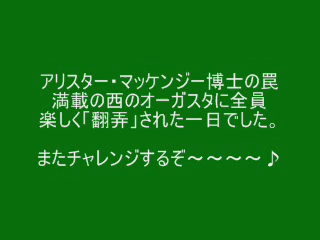 アリスター・マッケンジー博士の罠
満載の西のオーガスタに全員
楽しく「翻弄」された一日でした。
またチャレンジするぞ～～～～♪